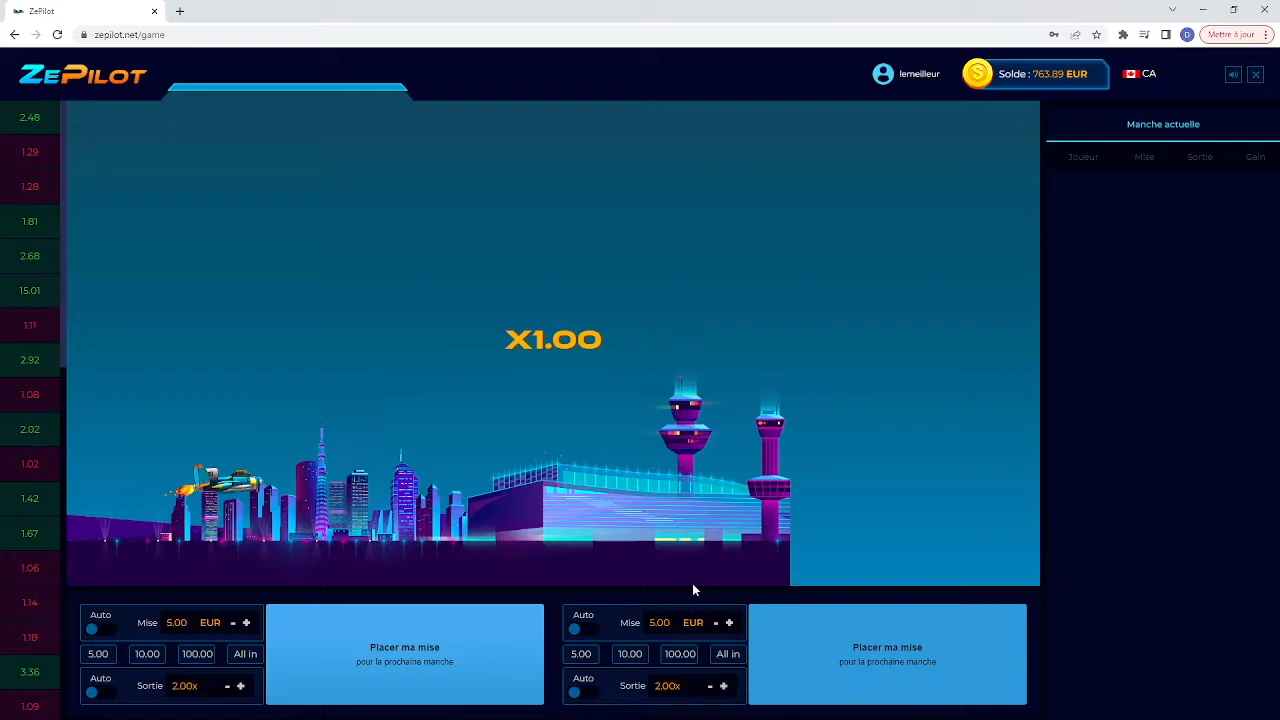 ZePilot
zepilot.net/game
D
Mettre à jour
ZEPILOT
lemeilleur
Solde : 763.89 EUR
CA
2.48
1.29
1.28
1.81
2.68
15.01
1.11
2.92
1.08
2.02
1.02
1.42
1.67
1.06
1.14
1.18
3.36
1.09
X1.00
Manche actuelle
Joueur Mise Sortie Gain
Auto
Mise 5.00 EUR - +
5.00 10.00 100.00 All in
Auto
Sortie 2.00x - +
Placer ma mise
pour la prochaine manche
Auto
Mise 5.00 EUR - +
5.00 10.00 100.00 All in
Auto
Sortie 2.00x - +
Placer ma mise
pour la prochaine manche